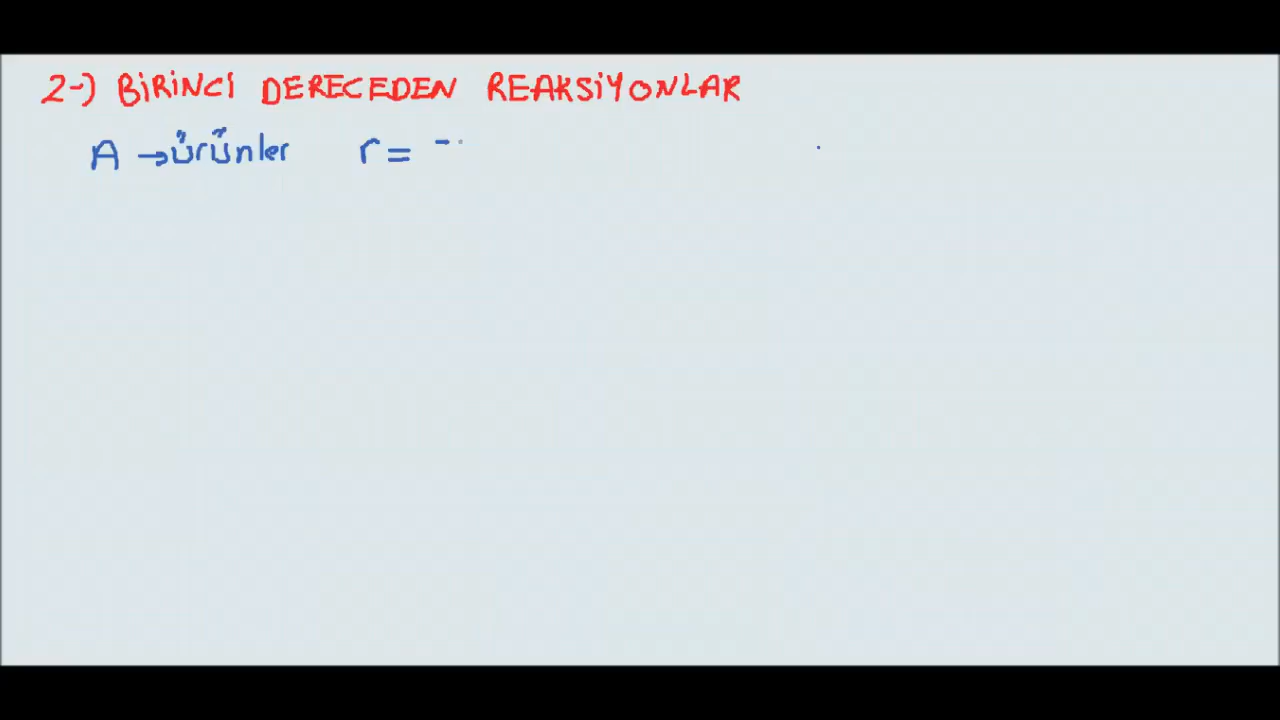 2-) BİRİNCİ DERECEDEN REAKSİYONLAR
A → ürünler r = -